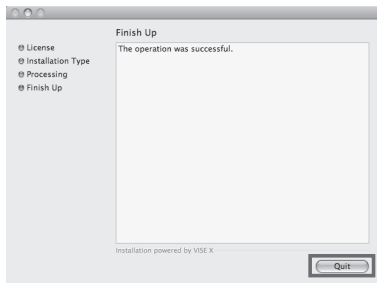 Finish Up
License
Installation Type
Processing
Finish Up
The operation was successful.
Installation powered by VISE X
Quit